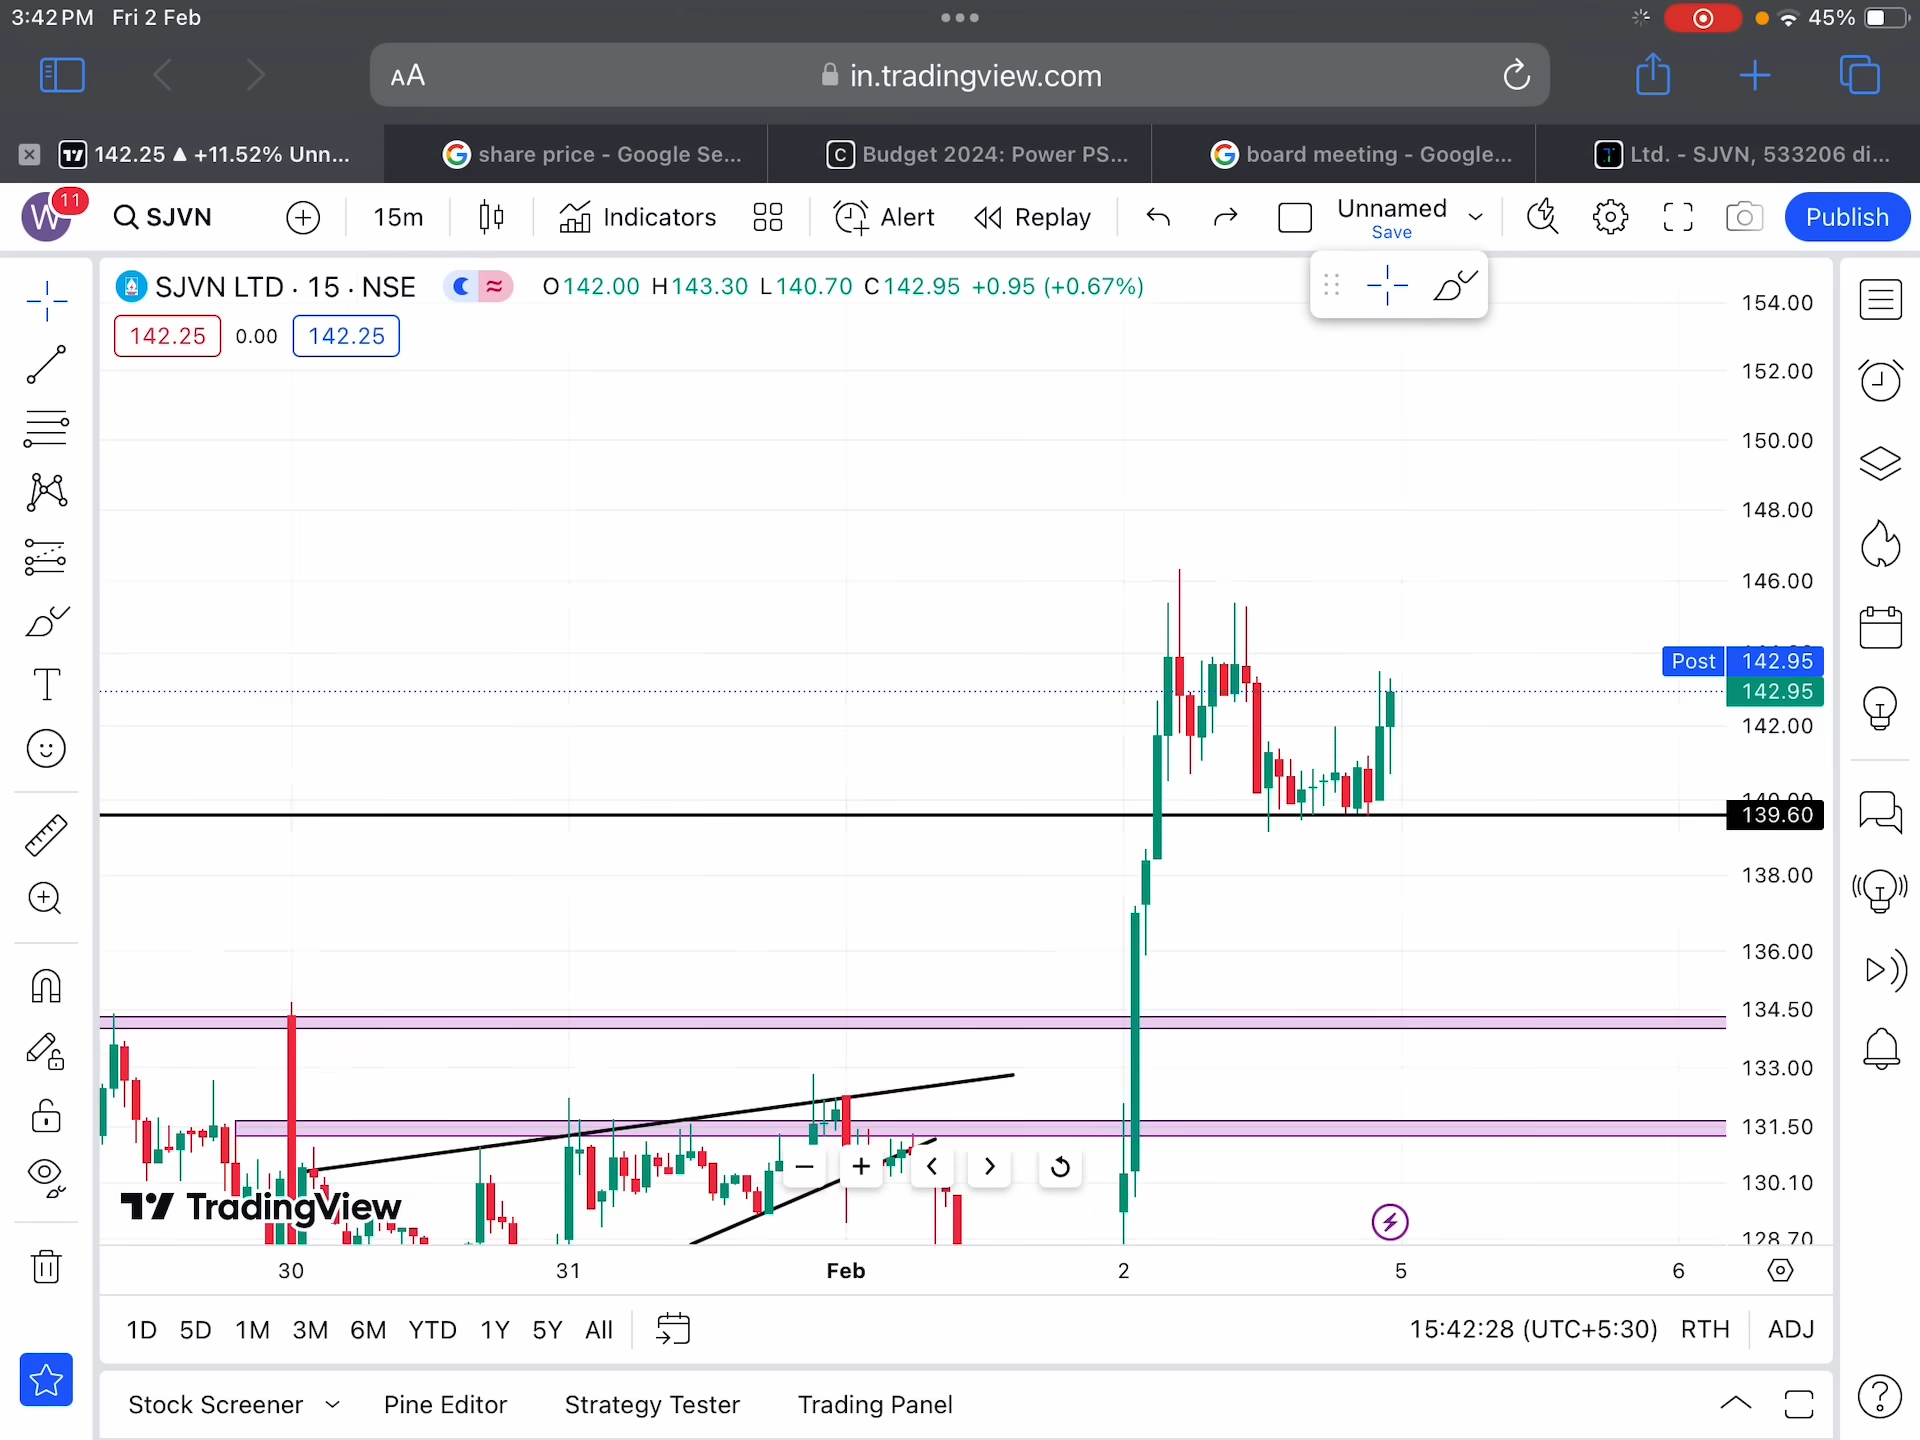 3:42 PM Fri 2 Feb
45%
AA in.tradingview.com
142.25 ▲ +11.52% Unn...
share price - Google Se...
Budget 2024: Power PS...
board meeting - Google...
Ltd. - SJVN, 533206 di...
W 11 SJVN 15m Indicators Alert Replay Unnamed Save Publish
SJVN LTD · 15 · NSE O142.00 H143.30 L140.70 C142.95 +0.95 (+0.67%)
142.25 0.00 142.25
154.00
152.00
150.00
148.00
146.00
Post 142.95
142.95
142.00
139.60
138.00
136.00
134.50
133.00
131.50
130.10
128.70
TradingView
30 31 Feb 2 5 6
1D 5D 1M 3M 6M YTD 1Y 5Y All
15:42:28 (UTC+5:30) RTH ADJ
Stock Screener Pine Editor Strategy Tester Trading Panel